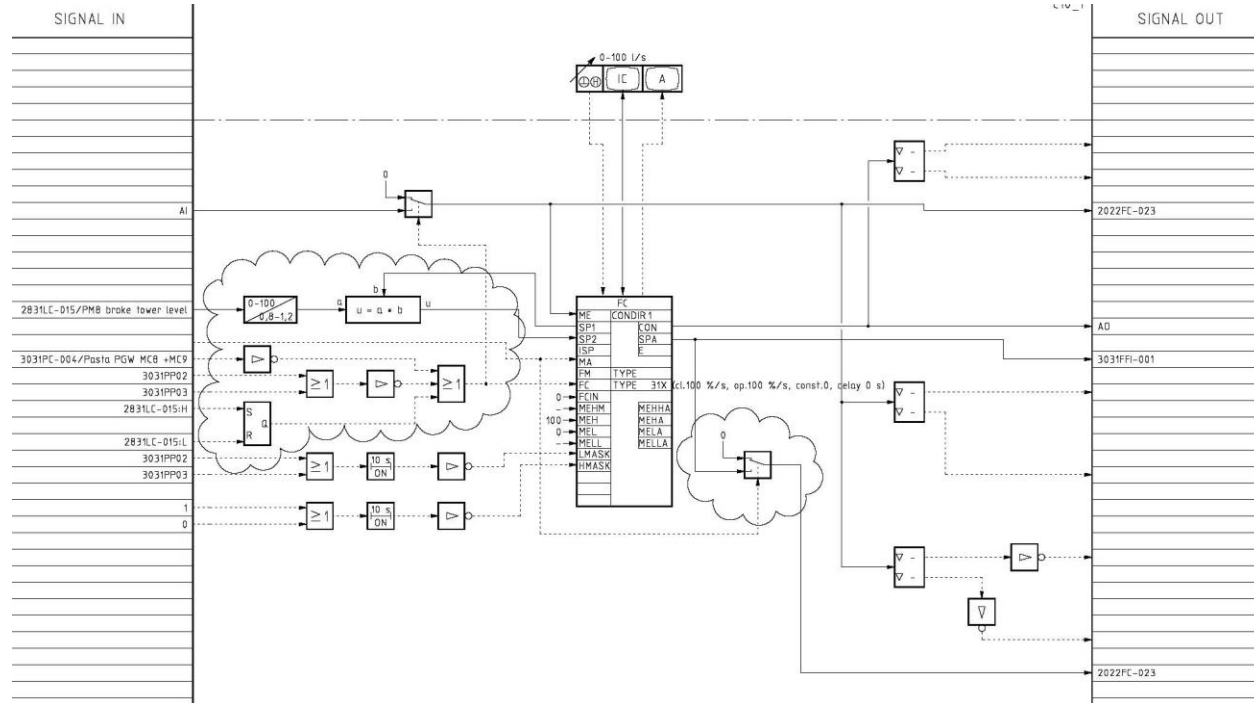 SIGNAL IN
SIGNAL OUT
0-100 l/s
H
IC
A
0
AI
2022FC-023
b
2831LC-015/PM8 broke tower level
0-100
0,8-1,2
a
u = a * b
u
FC
ME
CONDIR1
SP1
CON
AO
SP2
SPA
ISP
E
3031PC-004/Pasta PGW MC8 +MC9
MA
3031FFI-001
3031PP02
≥1
≥1
FM
TYPE
3031PP03
FC
TYPE 31X (cl.100 %/s, op.100 %/s, const.0, delay 0 s)
2831LC-015:H
S
Q
R
0
FCIN
-
MEHM
MEHHA
100
MEH
MEHA
0
MEL
MELA
2831LC-015:L
-
MELL
MELLA
0
3031PP02
≥1
10 s
ON
LMASK
3031PP03
HMASK
1
≥1
10 s
ON
0
2022FC-023